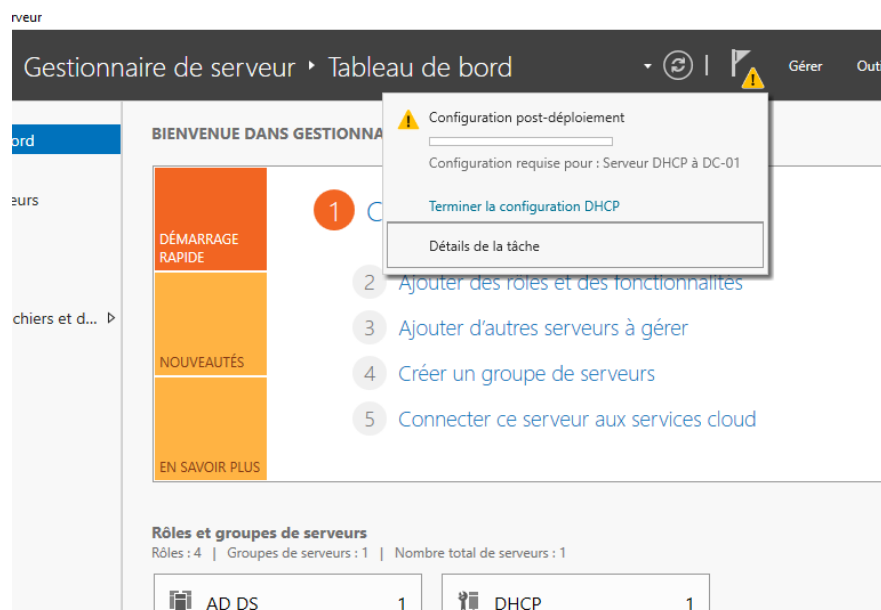 rveur
Gestionnaire de serveur ‣ Tableau de bord
Gérer
Configuration post-déploiement
Configuration requise pour : Serveur DHCP à DC-01
Terminer la configuration DHCP
Détails de la tâche
ord
eurs
chiers et d...
BIENVENUE DANS GESTIONNA
DÉMARRAGE
RAPIDE
NOUVEAUTÉS
EN SAVOIR PLUS
1
2 Ajouter des rôles et des fonctionnalités
3 Ajouter d’autres serveurs à gérer
4 Créer un groupe de serveurs
5 Connecter ce serveur aux services cloud
Rôles et groupes de serveurs
Rôles : 4 | Groupes de serveurs : 1 | Nombre total de serveurs : 1
AD DS 1
DHCP 1